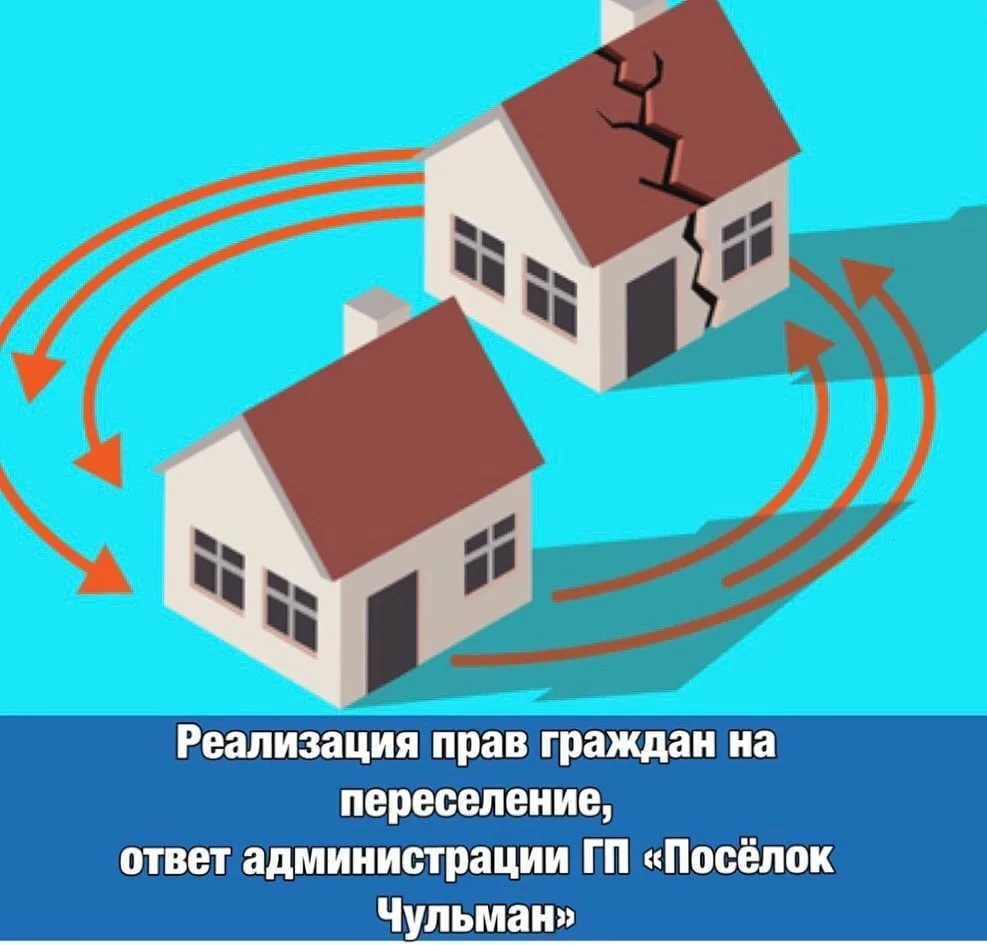 Реализация прав граждан на
переселение,
ответ администрации ГП «Посёлок
Чульман»